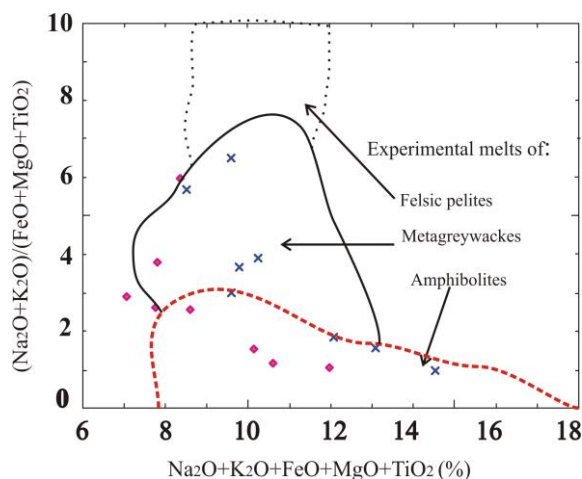 10
8
6
4
2
0
(Na2O+K2O)/(FeO+MgO+TiO2)
Experimental melts of:
Felsic pelites
Metagreywackes
Amphibolites
6 8 10 12 14 16 18
Na2O+K2O+FeO+MgO+TiO2 (%)